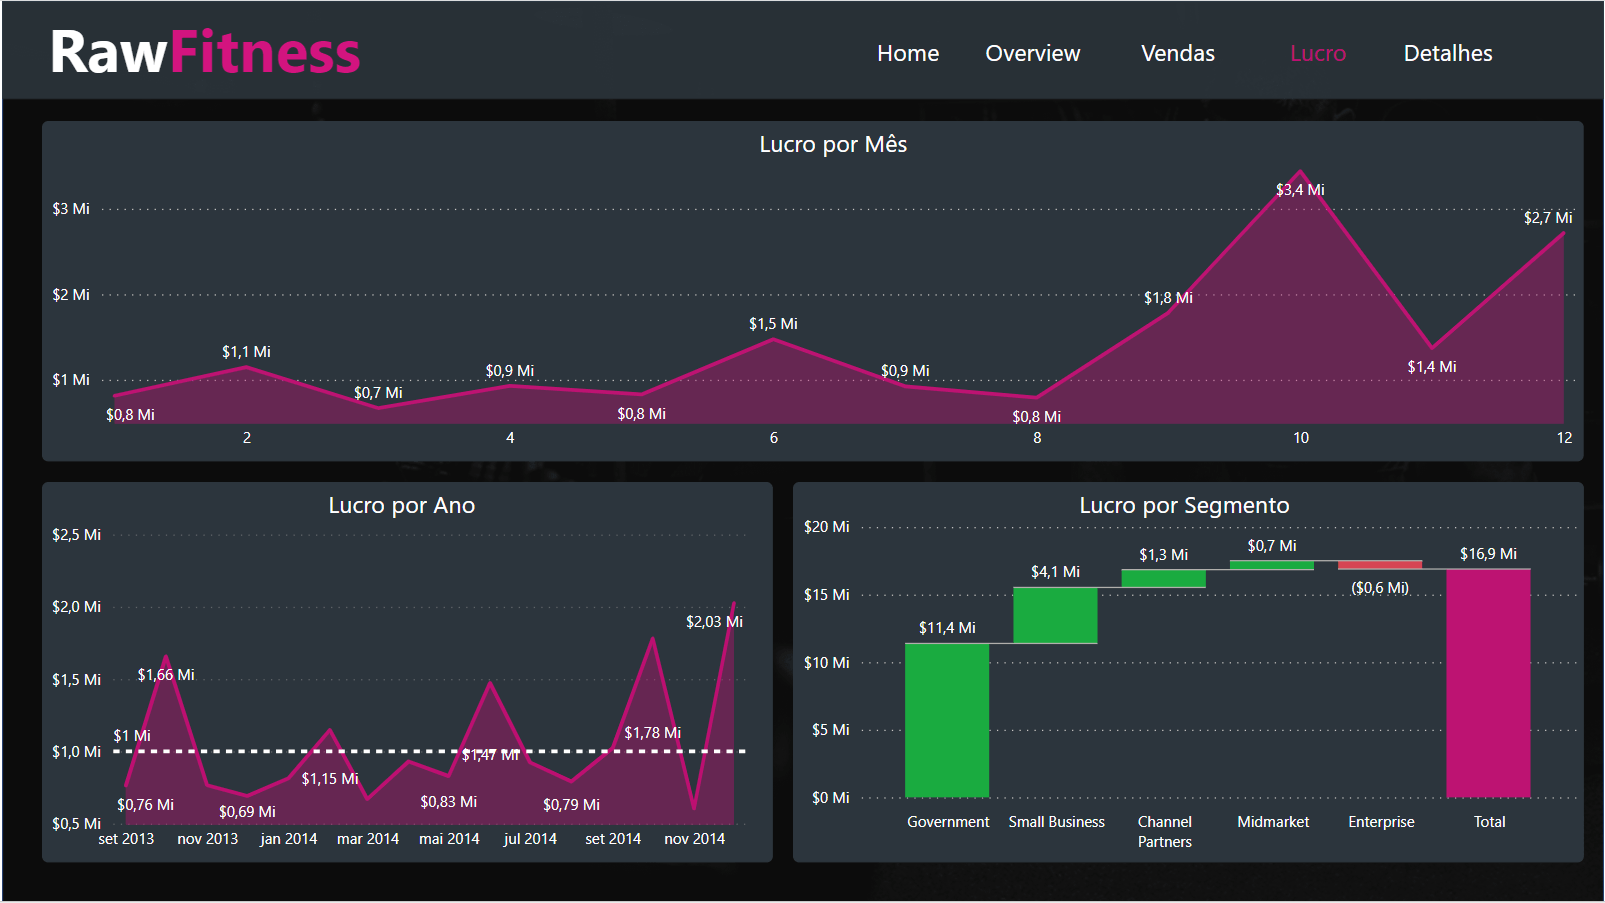 RawFitness
Home Overview Vendas Lucro Detalhes
Lucro por Mês
$3 Mi
$2 Mi
$1 Mi
$0,8 Mi
$1,1 Mi
$0,7 Mi
$0,9 Mi
$0,8 Mi
$1,5 Mi
$0,9 Mi
$0,8 Mi
$1,8 Mi
$3,4 Mi
$1,4 Mi
$2,7 Mi
2 4 6 8 10 12
Lucro por Ano
$2,5 Mi
$2,0 Mi
$1,5 Mi
$1,0 Mi
$0,5 Mi
$1 Mi
$0,76 Mi
$1,66 Mi
$0,69 Mi
$1,15 Mi
$0,83 Mi
$1,47 Mi
$0,79 Mi
$1,78 Mi
$2,03 Mi
set 2013 nov 2013 jan 2014 mar 2014 mai 2014 jul 2014 set 2014 nov 2014
Lucro por Segmento
$20 Mi
$15 Mi
$10 Mi
$5 Mi
$0 Mi
$11,4 Mi
$4,1 Mi
$1,3 Mi
$0,7 Mi
($0,6 Mi)
$16,9 Mi
Government Small Business Channel Midmarket Enterprise Total
Partners